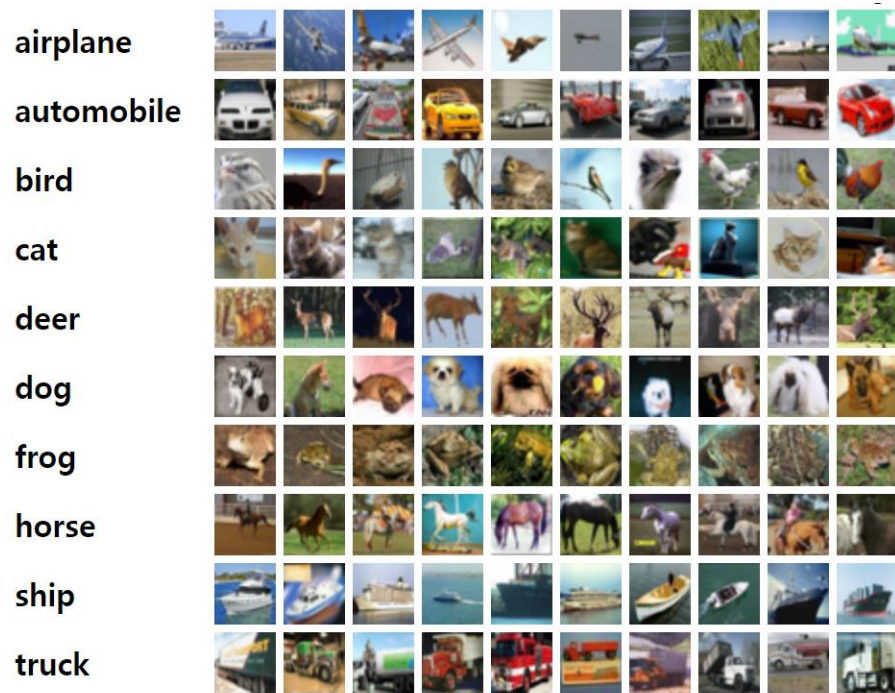 airplane
automobile
bird
cat
deer
dog
frog
horse
ship
truck